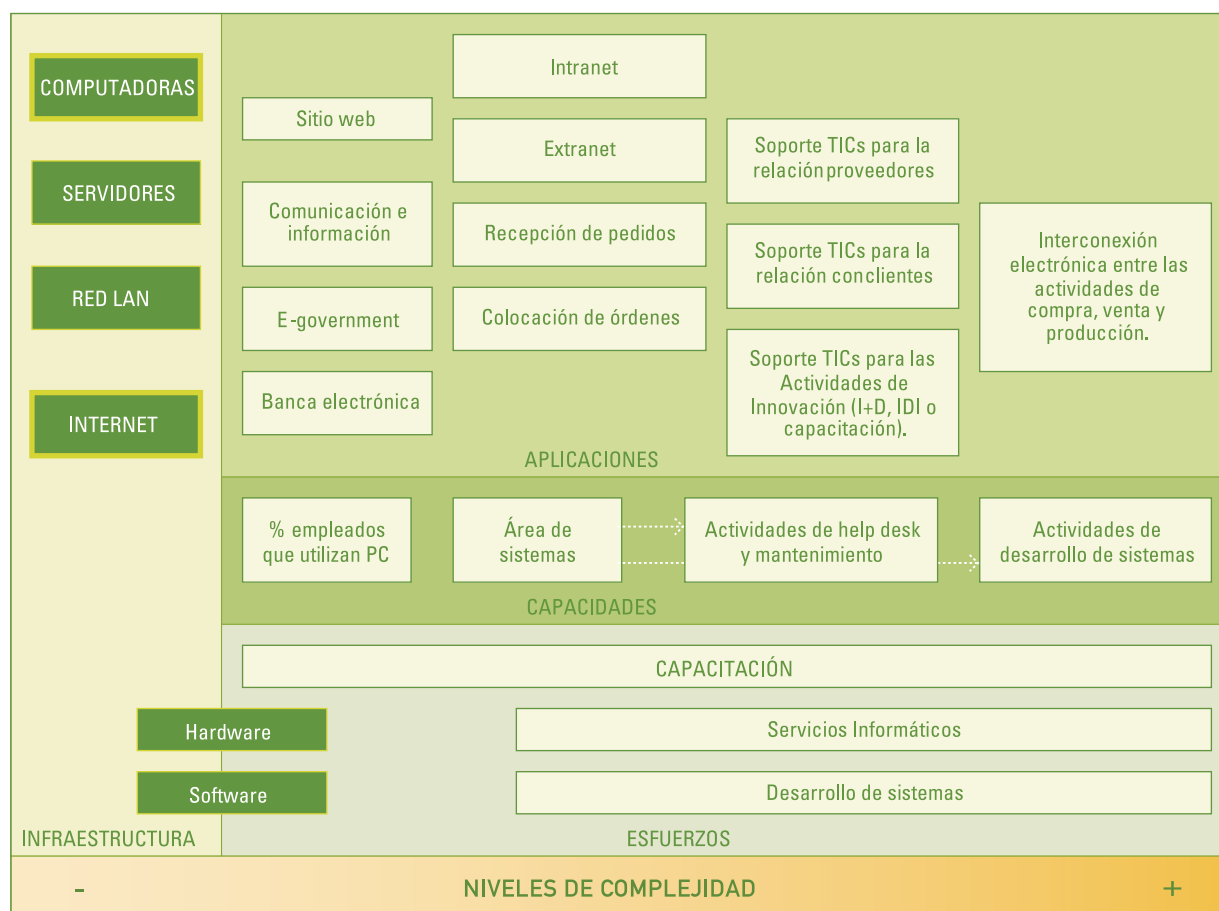 COMPUTADORAS
SERVIDORES
RED LAN
INTERNET
Sitio web
Comunicación e
información
E-government
Banca electrónica
Intranet
Extranet
Recepción de pedidos
Colocación de órdenes
Soporte TICs para la
relación proveedores
Soporte TICs para la
relación conclientes
Soporte TICs para las
Actividades de
Innovación (I+D, IDI o
capacitación).
Interconexión
electrónica entre las
actividades de
compra, venta y
producción.
APLICACIONES
% empleados
que utilizan PC
Área de
sistemas
Actividades de help desk
y mantenimiento
Actividades de
desarrollo de sistemas
CAPACIDADES
CAPACITACIÓN
Hardware
Servicios Informáticos
Software
Desarrollo de sistemas
INFRAESTRUCTURA
ESFUERZOS
- NIVELES DE COMPLEJIDAD +